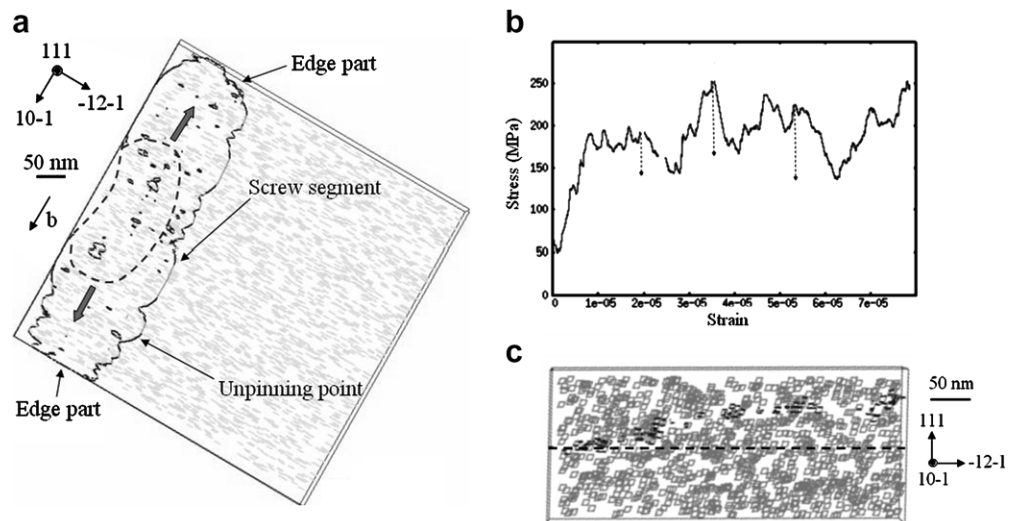 a
111
10-1
-12-1
50 nm
b
Edge part
Screw segment
Unpinning point
Edge part
b
Stress (MPa)
250
200
150
100
50
0
0
1e-05
2e-05
3e-05
4e-05
5e-05
6e-05
7e-05
Strain
c
50 nm
111
-12-1
10-1